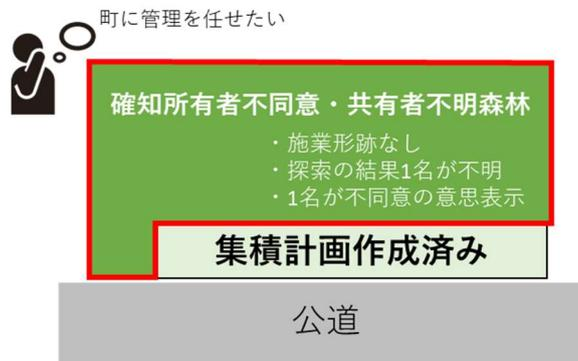 町に管理を任せたい
確知所有者不同意・共有者不明森林
・施業形跡なし
・探索の結果1名が不明
・1名が不同意の意思表示
集積計画作成済み
公道